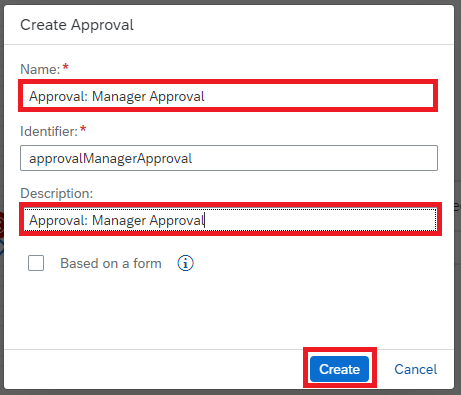 Create Approval
Name:*
Approval: Manager Approval
Identifier:*
approvalManagerApproval
Description:
Approval: Manager Approval
Based on a form
Create Cancel